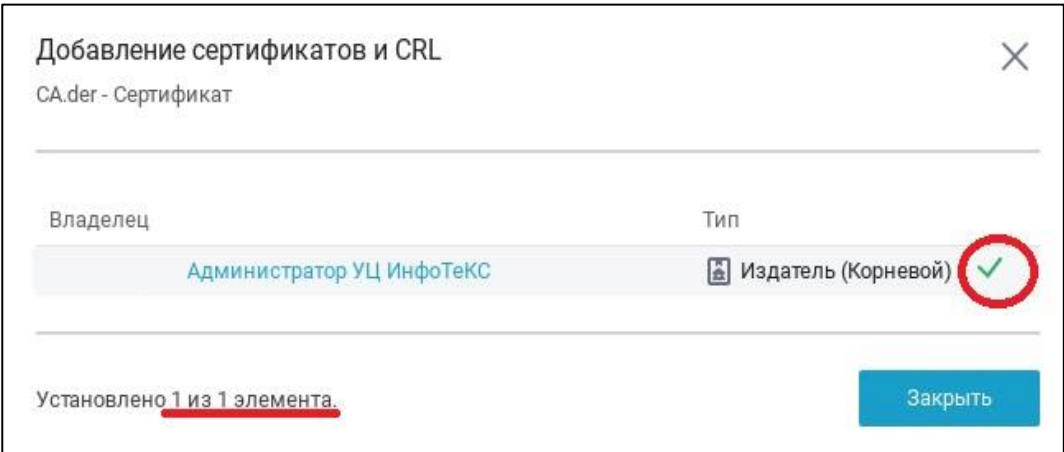 Добавление сертификатов и CRL
CA.der - Сертификат
Владелец Тип
Администратор УЦ ИнфоТеКС Издатель (Корневой)
Установлено 1 из 1 элемента. Закрыть